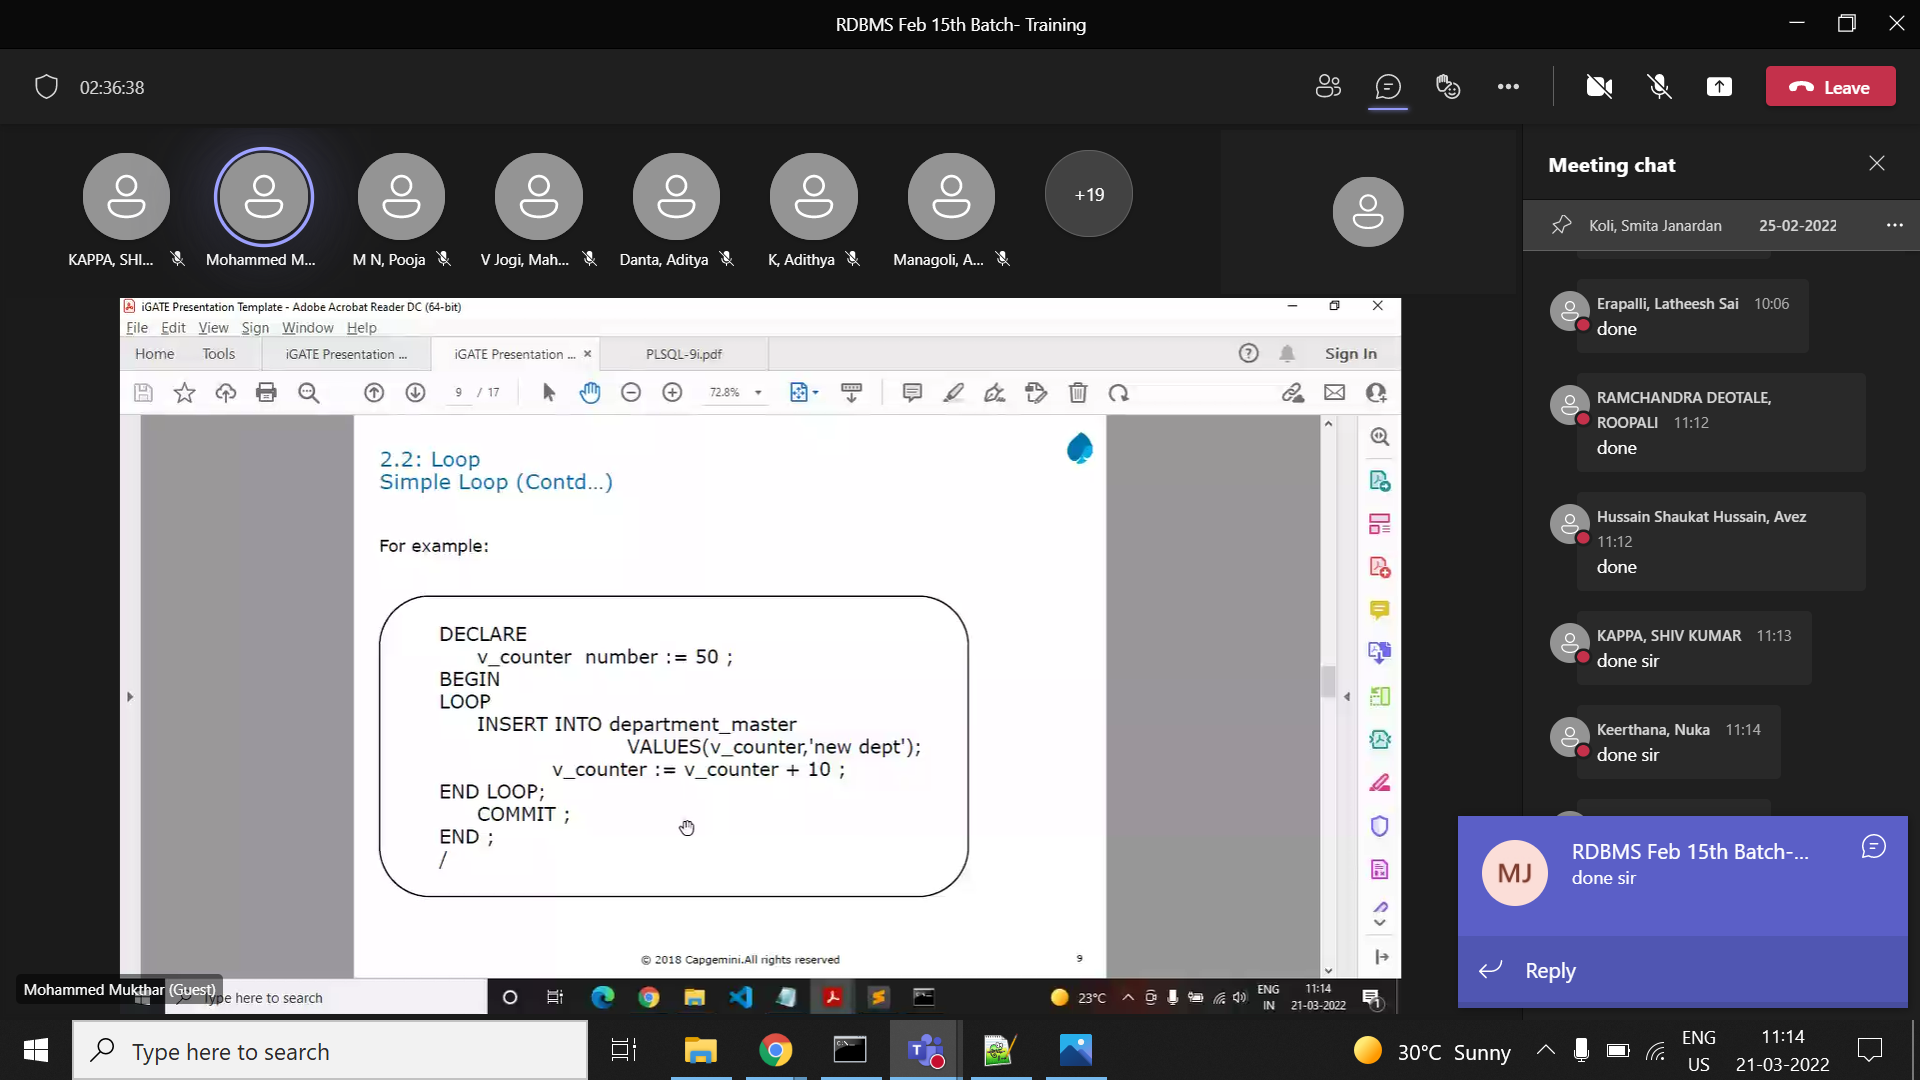 RDBMS Feb 15th Batch- Training
02:36:38
Leave
KAPPA, SHI...
Mohammed M...
M N, Pooja
V Jogi, Mah...
Danta, Aditya
K, Adithya
Managoli, A...
+19
iGATE Presentation Template - Adobe Acrobat Reader DC (64-bit)
File Edit View Sign Window Help
Home Tools iGATE Presentation ... iGATE Presentation ... × PLSQL-9i.pdf Sign In
9 / 17 72.8%
2.2: Loop
Simple Loop (Contd...)
For example:
DECLARE
v_counter number := 50 ;
BEGIN
LOOP
INSERT INTO department_master
VALUES(v_counter,'new dept');
v_counter := v_counter + 10 ;
END LOOP;
COMMIT ;
END ;
/
© 2018 Capgemini.All rights reserved
9
Mohammed Mukthar (Guest)
Type here to search
23°C
ENG
IN
11:14
21-03-2022
1
Meeting chat
Koli, Smita Janardan 25-02-2022
Erapalli, Latheesh Sai 10:06
done
RAMCHANDRA DEOTALE,
ROOPALI 11:12
done
Hussain Shaukat Hussain, Avez
11:12
done
KAPPA, SHIV KUMAR 11:13
done sir
Keerthana, Nuka 11:14
done sir
MJ
RDBMS Feb 15th Batch-...
done sir
Reply
Type here to search
30°C Sunny
ENG
US
11:14
21-03-2022